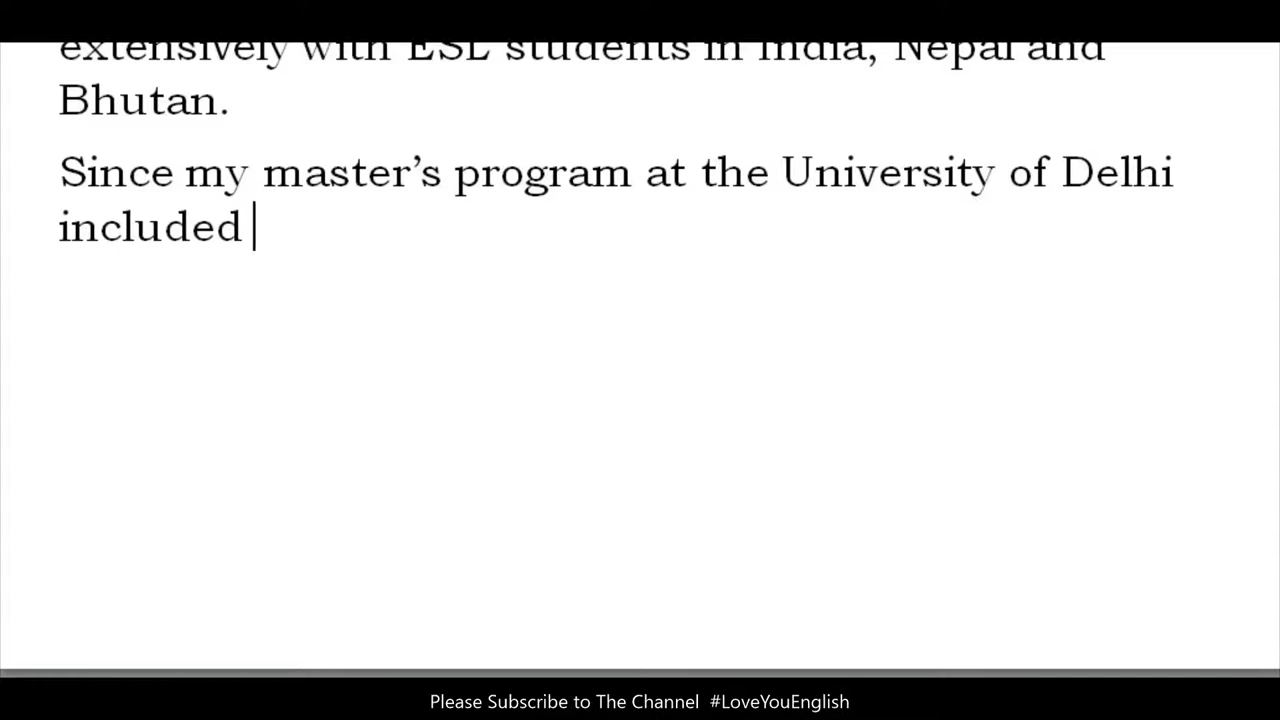 extensively with ESL students in India, Nepal and
Bhutan.
Since my master’s program at the University of Delhi
included
Please Subscribe to The Channel #LoveYouEnglish